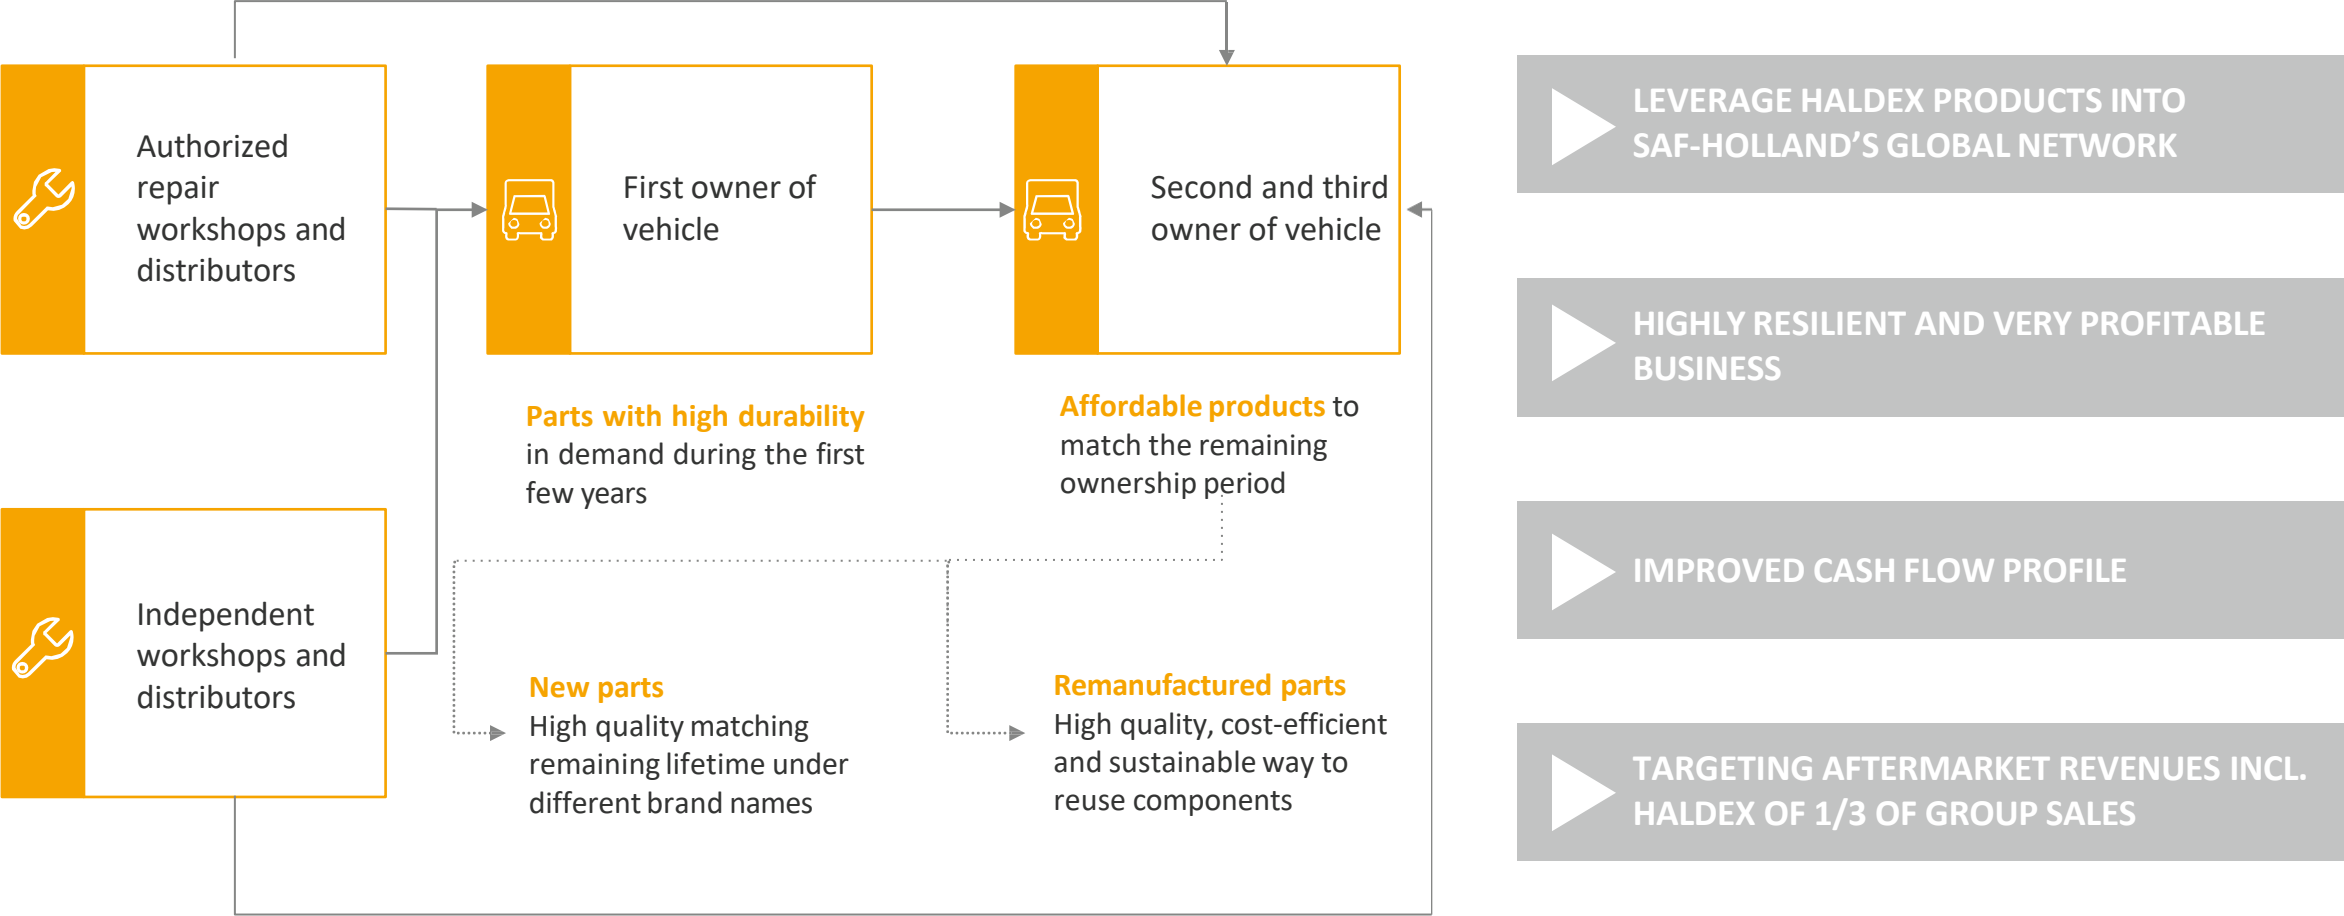 Authorized
repair
workshops and
distributors
First owner of
vehicle
Second and third
owner of vehicle
Parts with high durability
in demand during the first
few years
Affordable products to
match the remaining
ownership period
Independent
workshops and
distributors
New parts
High quality matching
remaining lifetime under
different brand names
Remanufactured parts
High quality, cost-efficient
and sustainable way to
reuse components
LEVERAGE HALDEX PRODUCTS INTO
SAF-HOLLAND’S GLOBAL NETWORK
HIGHLY RESILIENT AND VERY PROFITABLE
BUSINESS
IMPROVED CASH FLOW PROFILE
TARGETING AFTERMARKET REVENUES INCL.
HALDEX OF 1/3 OF GROUP SALES